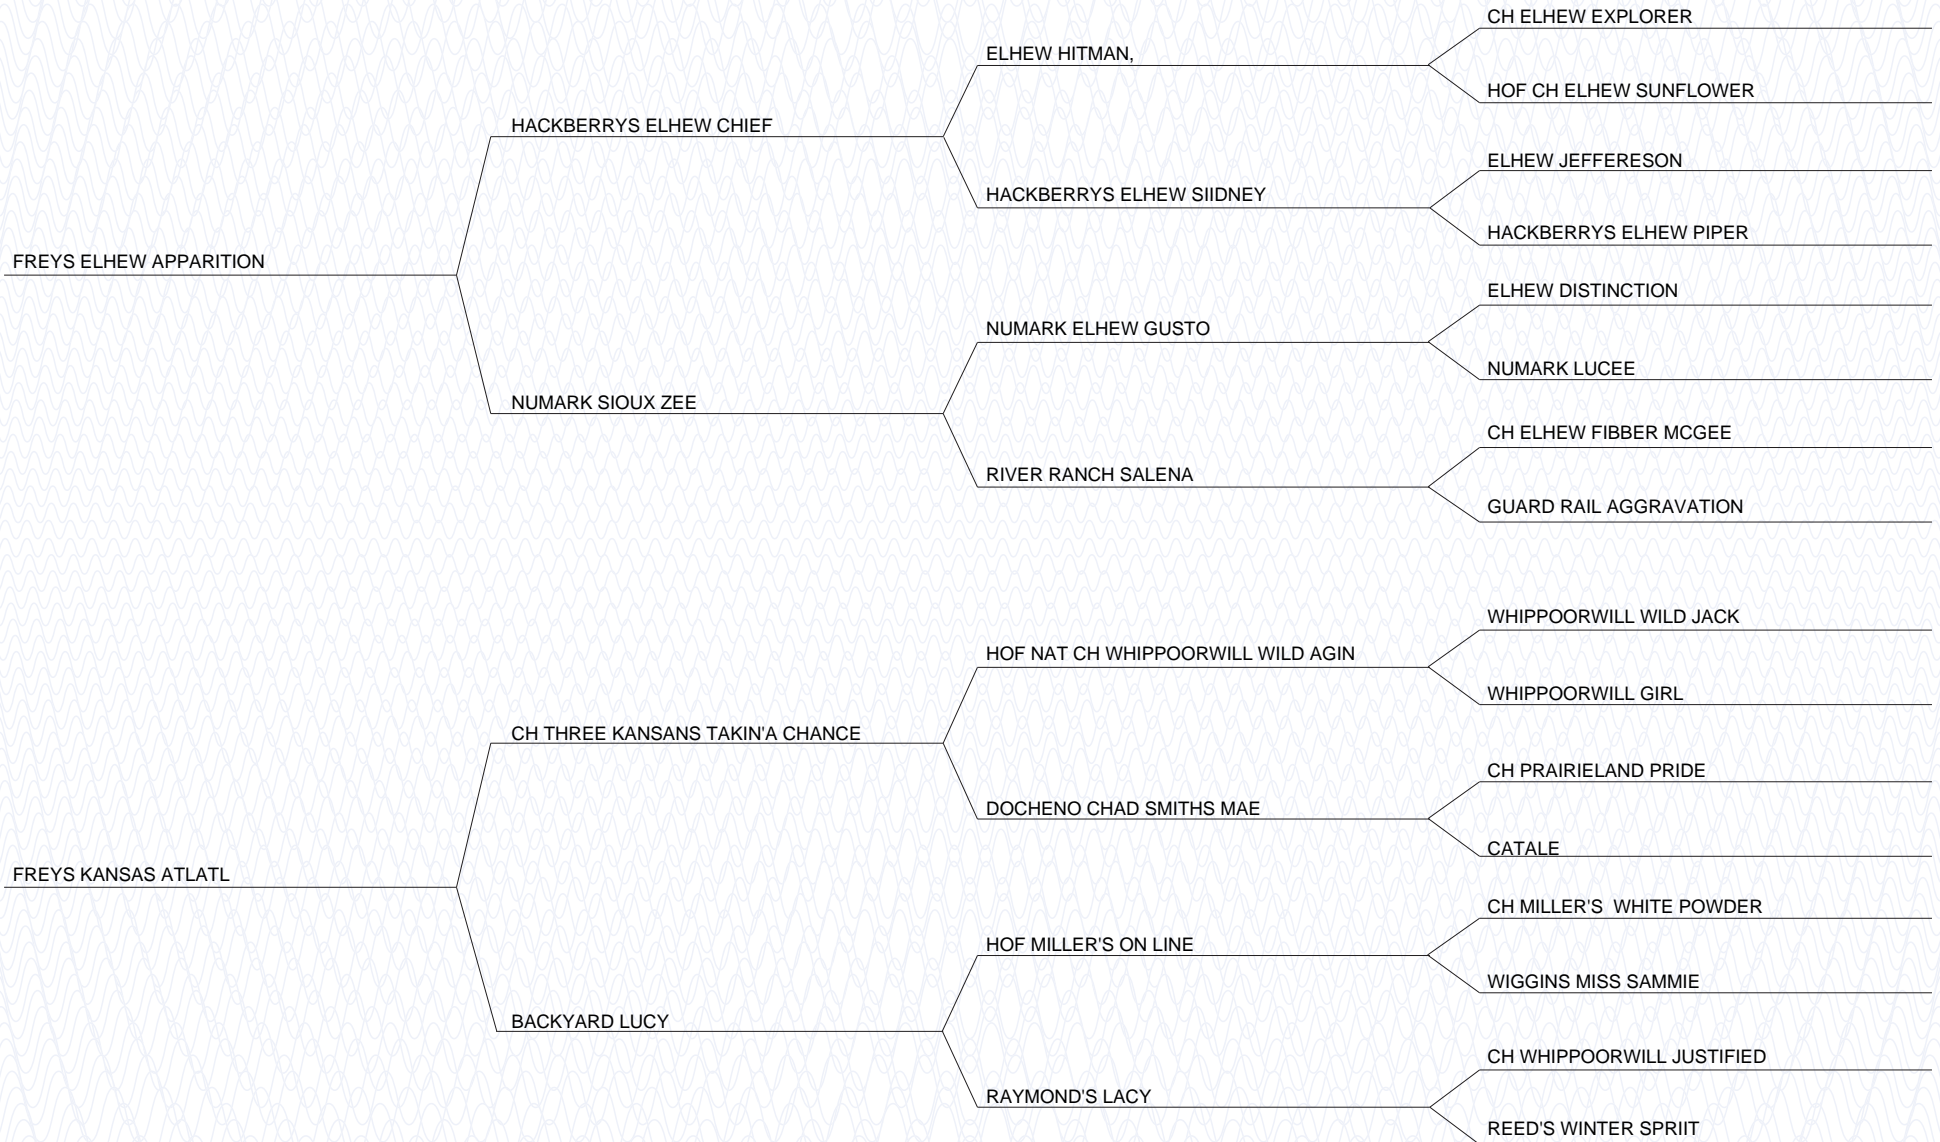 CH ELHEW EXPLORER
ELHEW HITMAN,
HOF CH ELHEW SUNFLOWER
HACKBERRYS ELHEW CHIEF
ELHEW JEFFERESON
HACKBERRYS ELHEW SIIDNEY
HACKBERRYS ELHEW PIPER
FREYS ELHEW APPARITION
ELHEW DISTINCTION
NUMARK ELHEW GUSTO
NUMARK LUCEE
NUMARK SIOUX ZEE
CH ELHEW FIBBER MCGEE
RIVER RANCH SALENA
GUARD RAIL AGGRAVATION
WHIPPOORWILL WILD JACK
HOF NAT CH WHIPPOORWILL WILD AGIN
WHIPPOORWILL GIRL
CH THREE KANSANS TAKIN'A CHANCE
CH PRAIRIELAND PRIDE
DOCHENO CHAD SMITHS MAE
CATALE
FREYS KANSAS ATLATL
CH MILLER'S  WHITE POWDER
HOF MILLER'S ON LINE
WIGGINS MISS SAMMIE
BACKYARD LUCY
CH WHIPPOORWILL JUSTIFIED
RAYMOND'S LACY
REED'S WINTER SPRIIT